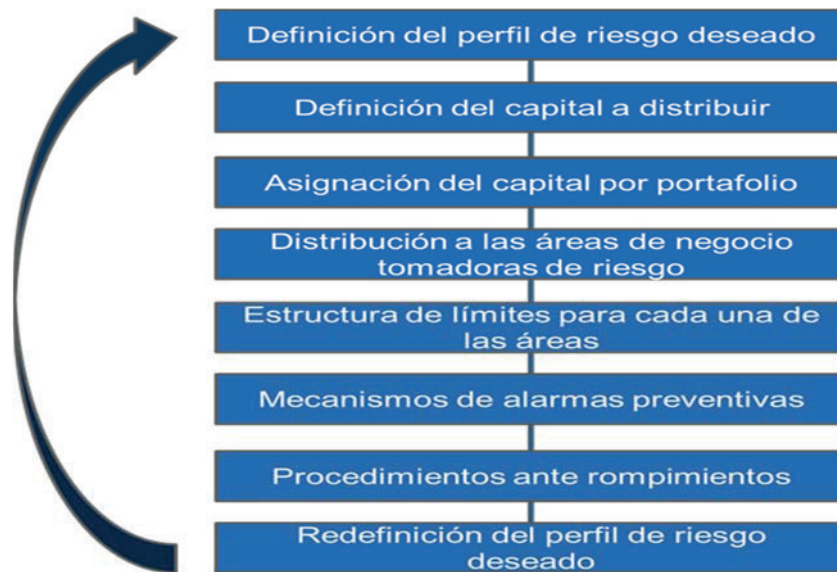 Definición del perfil de riesgo deseado
Definición del capital a distribuir
Asignación del capital por portafolio
Distribución a las áreas de negocio
tomadoras de riesgo
Estructura de límites para cada una de
las áreas
Mecanismos de alarmas preventivas
Procedimientos ante rompimientos
Redefinición del perfil de riesgo
deseado